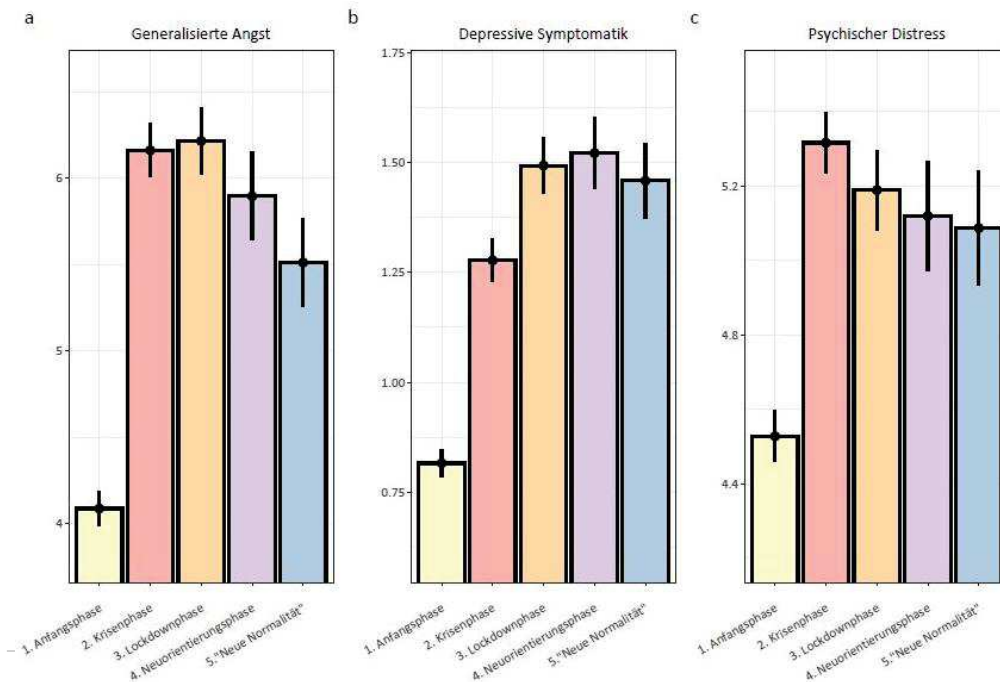 a
Generalisierte Angst
6
5
4
1. Anfangsphase
2. Krisenphase
3. Lockdownphase
4. Neuorientierungsphase
5."Neue Normalität"
b
Depressive Symptomatik
1.75
1.50
1.25
1.00
0.75
1. Anfangsphase
2. Krisenphase
3. Lockdownphase
4. Neuorientierungsphase
5."Neue Normalität"
c
Psychischer Distress
5.2
4.8
4.4
1. Anfangsphase
2. Krisenphase
3. Lockdownphase
4. Neuorientierungsphase
5."Neue Normalität"